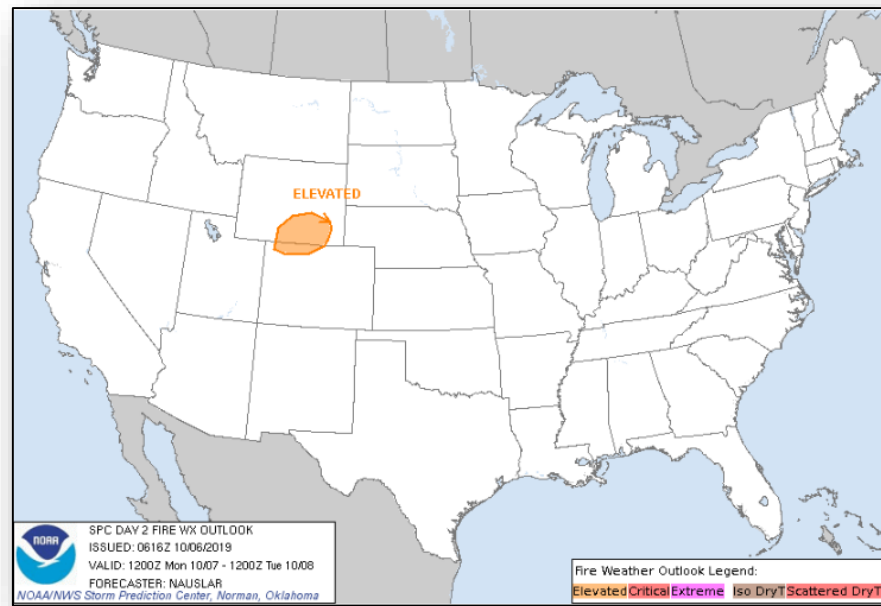 ELEVATED
NOAA
SPC DAY 2 FIRE WX OUTLOOK
ISSUED: 0616Z 10/06/2019
VALID: 1200Z Mon 10/07 - 1200Z Tue 10/08
FORECASTER: NAUSLAR
NOAA/NWS Storm Prediction Center, Norman, Oklahoma
Fire Weather Outlook Legend:
Elevated Critical Extreme Iso DryT Scattered DryT